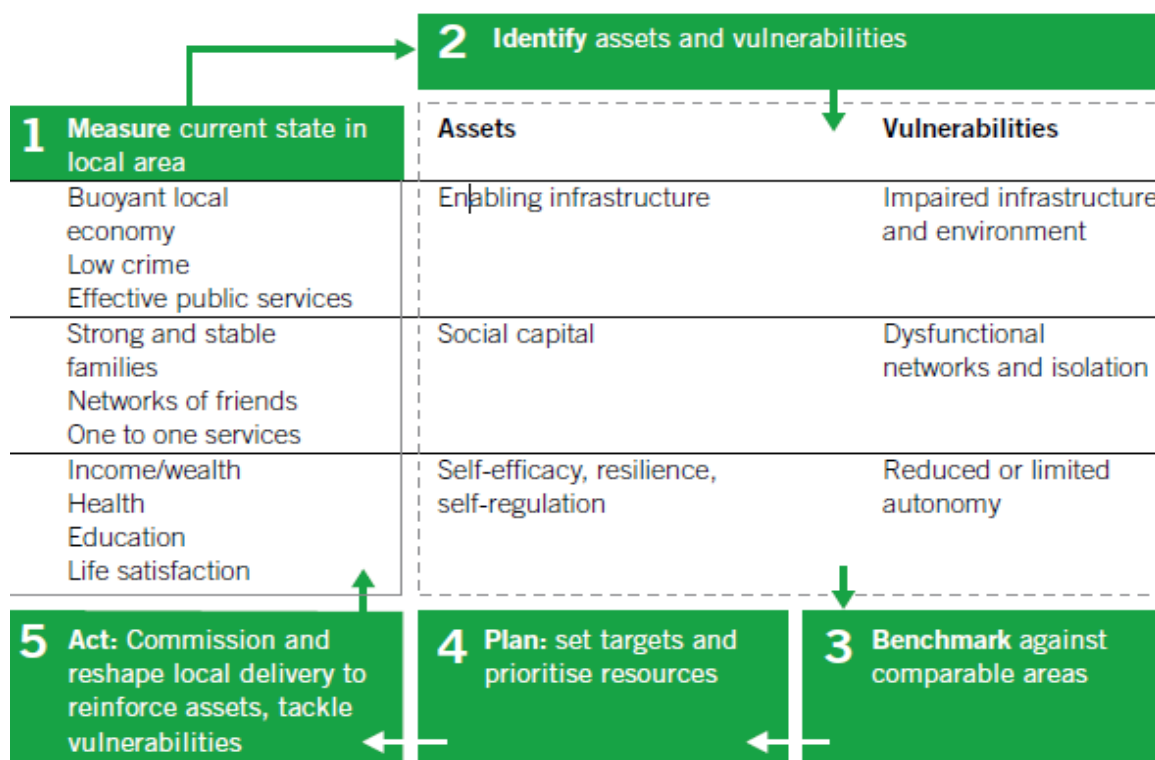 2 Identify assets and vulnerabilities
1 Measure current state in
local area
Assets
Vulnerabilities
Buoyant local
economy
Low crime
Effective public services
Enabling infrastructure
Impaired infrastructure
and environment
Strong and stable
families
Networks of friends
One to one services
Social capital
Dysfunctional
networks and isolation
Income/wealth
Health
Education
Life satisfaction
Self-efficacy, resilience,
self-regulation
Reduced or limited
autonomy
3 Benchmark against
comparable areas
4 Plan: set targets and
prioritise resources
5 Act: Commission and
reshape local delivery to
reinforce assets, tackle
vulnerabilities